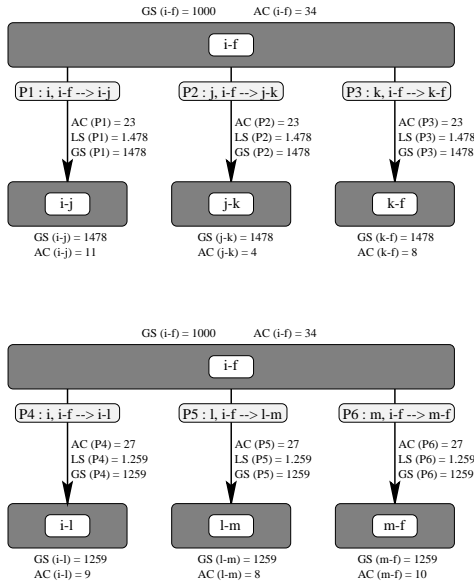 GS (i-f) = 1000 AC (i-f) = 34
i-f
P1 : i, i-f --> i-j P2 : j, i-f --> j-k P3 : k, i-f --> k-f
AC (P1) = 23 AC (P2) = 23 AC (P3) = 23
LS (P1) = 1.478 LS (P2) = 1.478 LS (P3) = 1.478
GS (P1) = 1478 GS (P2) = 1478 GS (P3) = 1478
i-j j-k k-f
GS (i-j) = 1478 GS (j-k) = 1478 GS (k-f) = 1478
AC (i-j) = 11 AC (j-k) = 4 AC (k-f) = 8
GS (i-f) = 1000 AC (i-f) = 34
i-f
P4 : i, i-f --> i-l P5 : l, i-f --> l-m P6 : m, i-f --> m-f
AC (P4) = 27 AC (P5) = 27 AC (P6) = 27
LS (P4) = 1.259 LS (P5) = 1.259 LS (P6) = 1.259
GS (P4) = 1259 GS (P5) = 1259 GS (P6) = 1259
i-l l-m m-f
GS (i-l) = 1259 GS (l-m) = 1259 GS (m-f) = 1259
AC (i-l) = 9 AC (l-m) = 8 AC (m-f) = 10